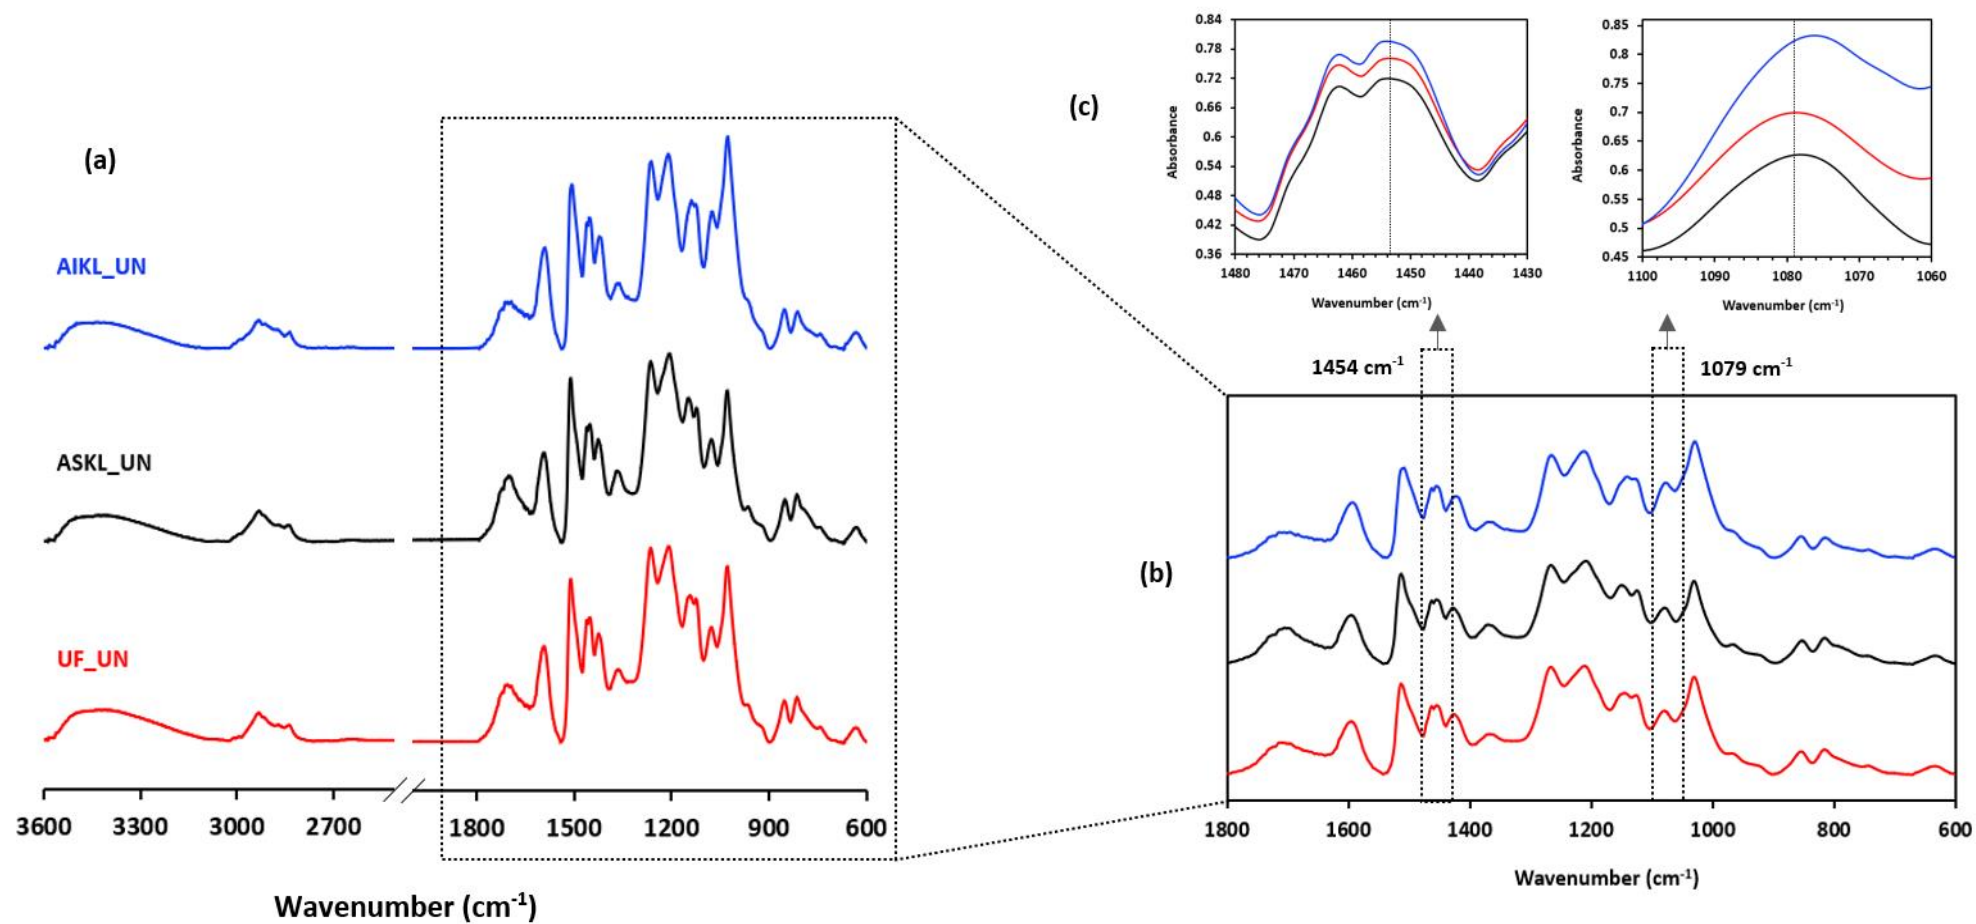 (a)
AIKL_UN
ASKL_UN
UF_UN
3600 3300 3000 2700 1800 1500 1200 900 600
Wavenumber (cm-1)
(c)
Absorbance
0.84
0.78
0.72
0.66
0.6
0.54
0.48
0.42
0.36
1480 1470 1460 1450 1440 1430
Wavenumber (cm-1)
Absorbance
0.85
0.8
0.75
0.7
0.65
0.6
0.55
0.5
0.45
1100 1090 1080 1070 1060
Wavenumber (cm-1)
1454 cm-1
1079 cm-1
(b)
1800 1600 1400 1200 1000 800 600
Wavenumber (cm-1)